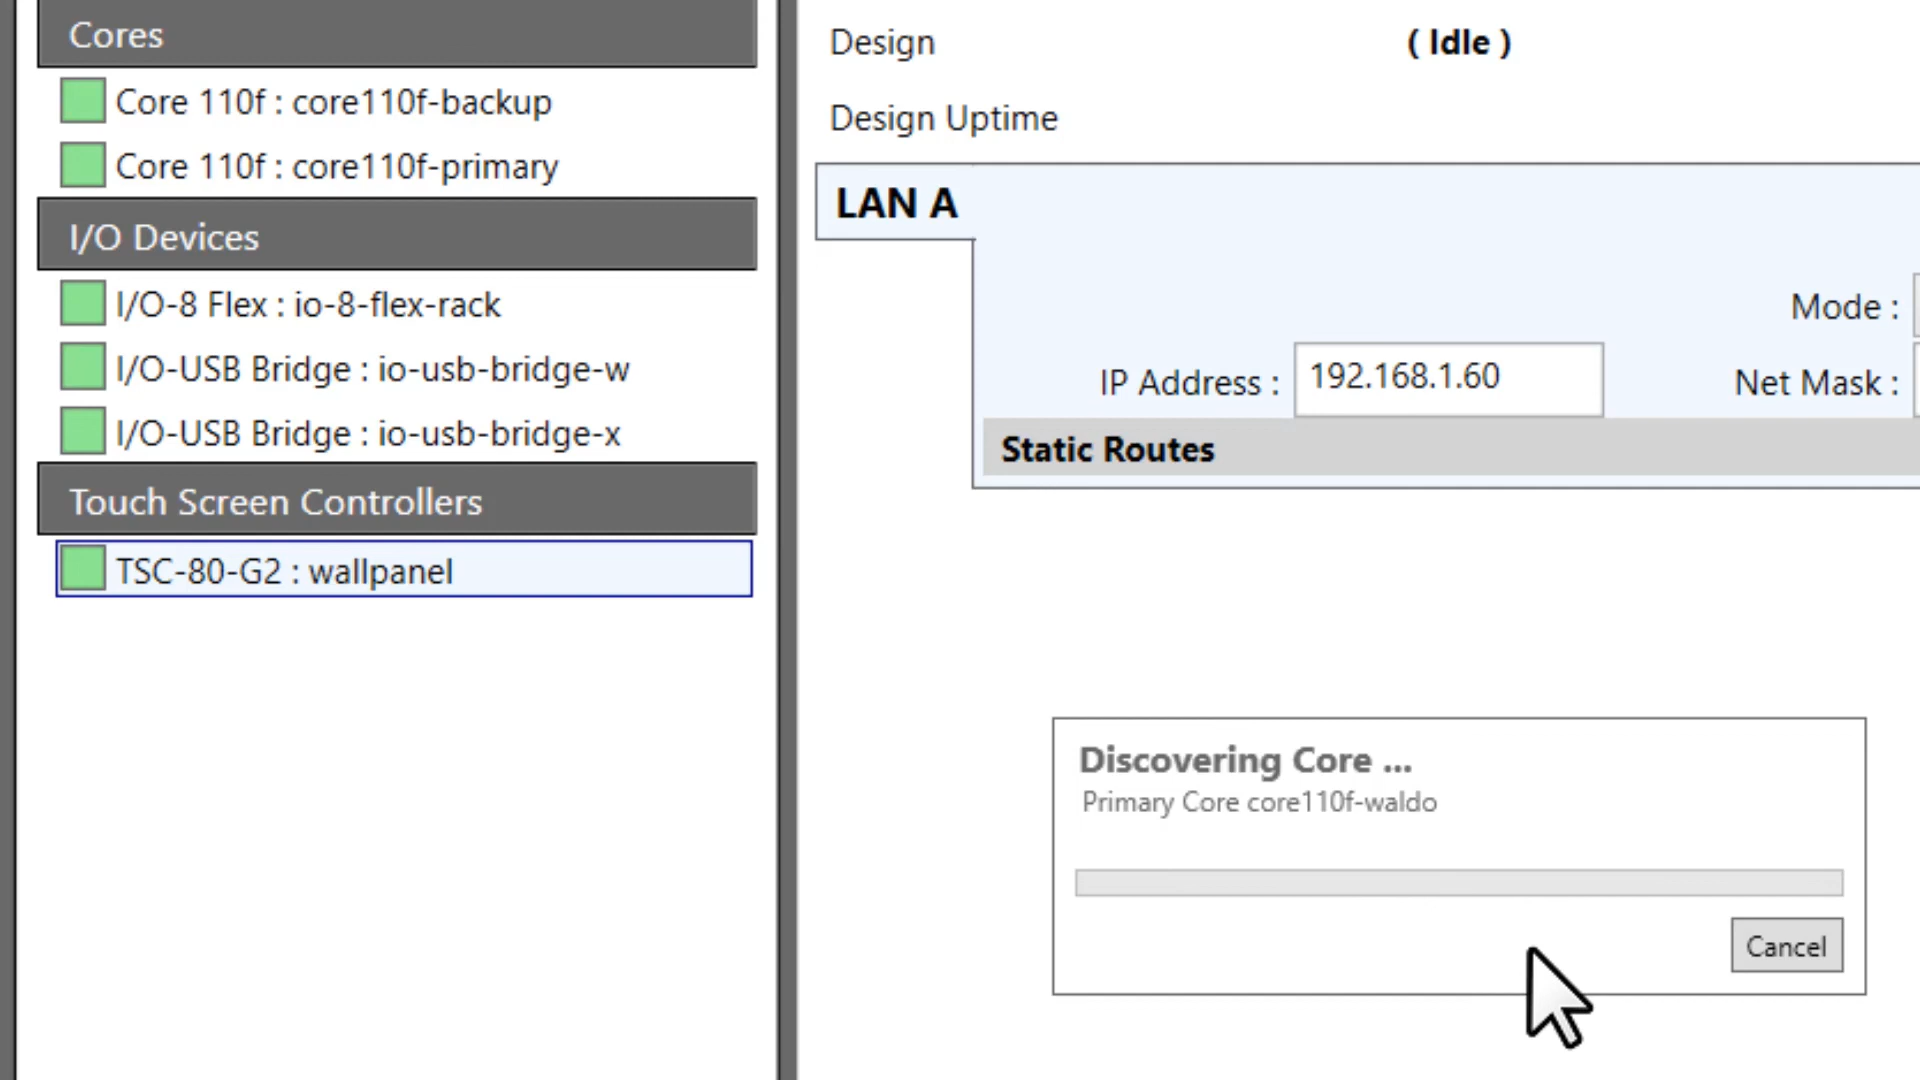 Cores
Core 110f : core110f-backup
Core 110f : core110f-primary
I/O Devices
I/O-8 Flex : io-8-flex-rack
I/O-USB Bridge : io-usb-bridge-w
I/O-USB Bridge : io-usb-bridge-x
Touch Screen Controllers
TSC-80-G2 : wallpanel
Design ( Idle )
Design Uptime
LAN A
Mode :
IP Address : 192.168.1.60 Net Mask :
Static Routes
Discovering Core ...
Primary Core core110f-waldo
Cancel